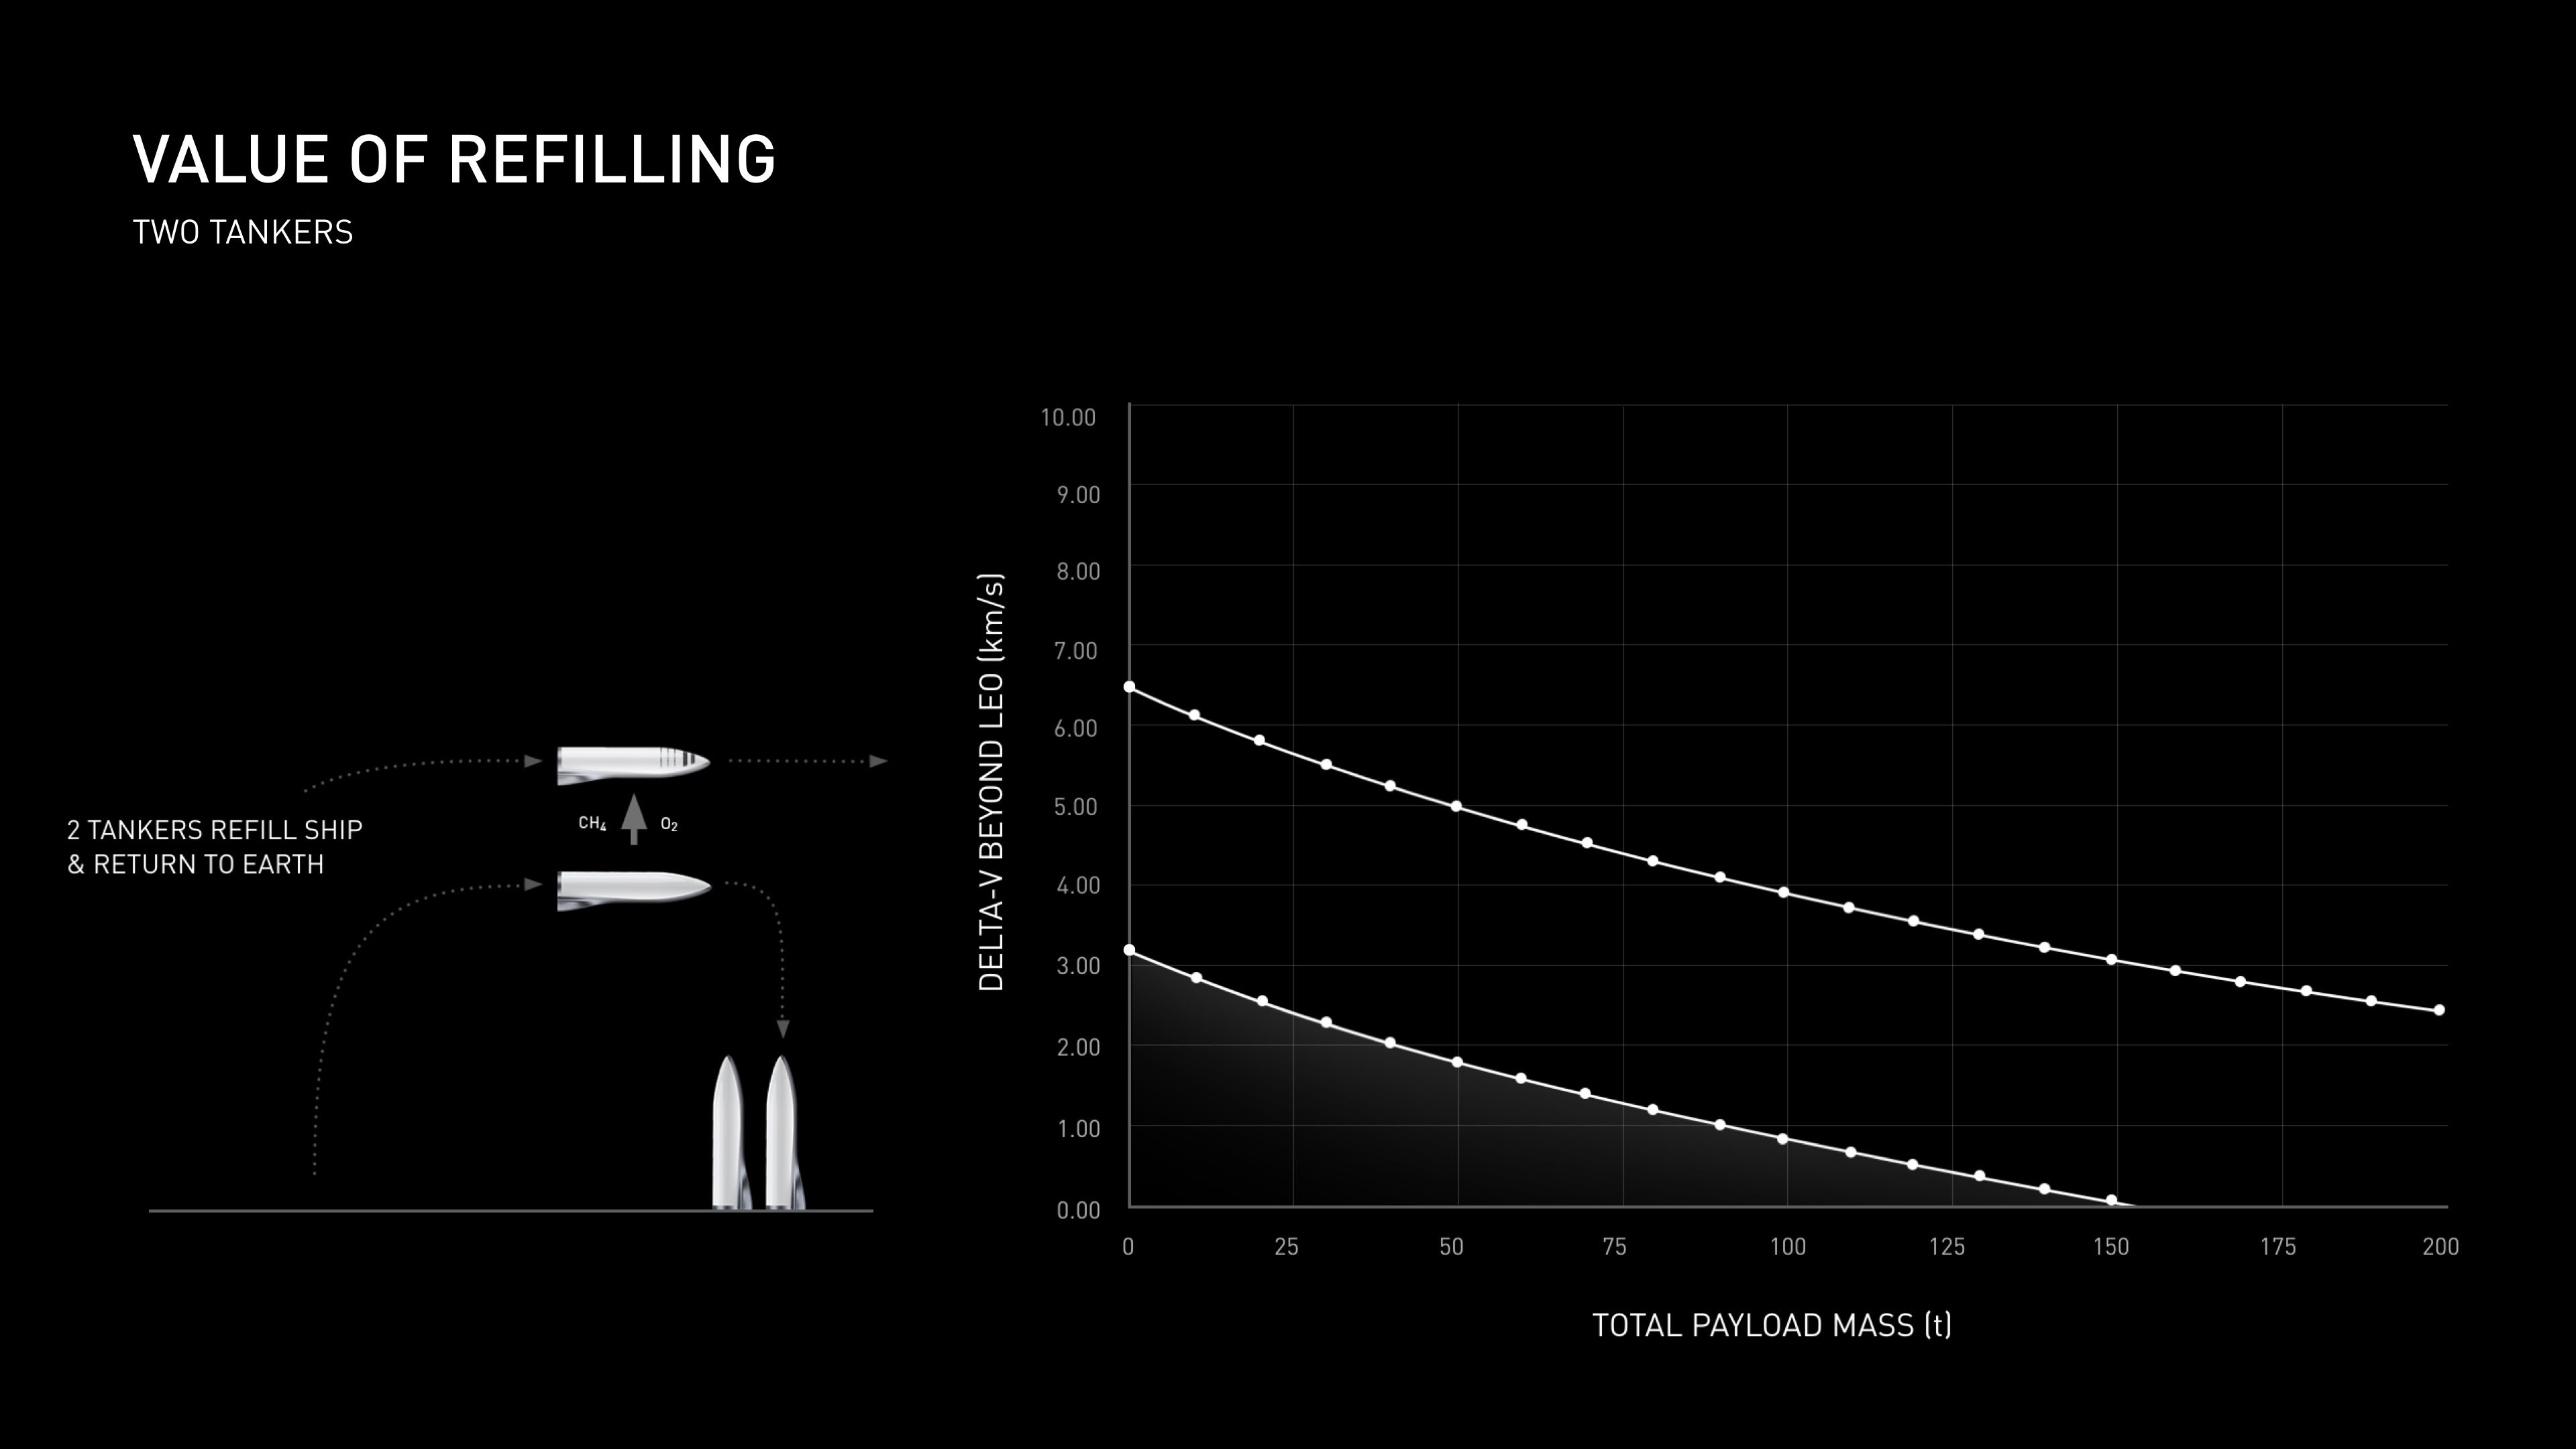 VALUE OF REFILLING
TWO TANKERS
2 TANKERS REFILL SHIP
& RETURN TO EARTH
CH₄
O₂
DELTA-V BEYOND LEO (km/s)
10.00
9.00
8.00
7.00
6.00
5.00
4.00
3.00
2.00
1.00
0.00
0 25 50 75 100 125 150 175 200
TOTAL PAYLOAD MASS (t)